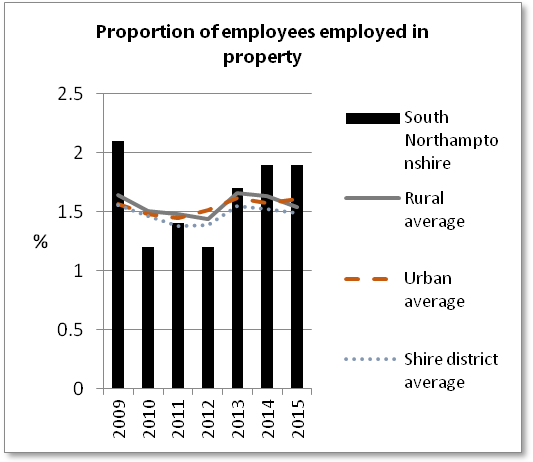 Proportion of employees employed in
property
2.5
2
1.5
1
0.5
0
%
2009
2010
2011
2012
2013
2014
2015
South
Northampto
nshire
Rural
average
Urban
average
Shire district
average